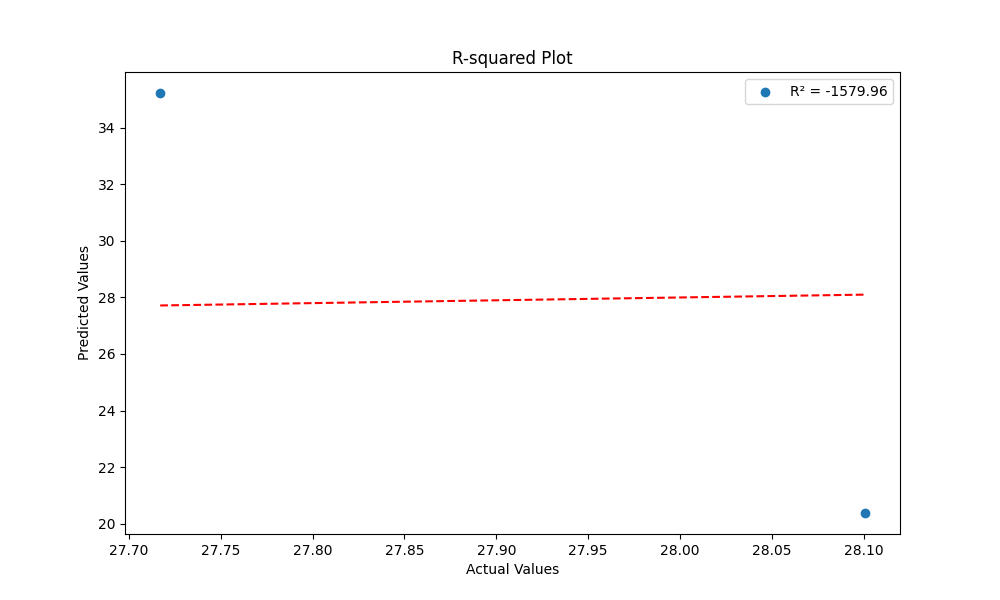 R-squared Plot
R² = -1579.96
34
32
30
28
26
24
22
20
Predicted Values
27.70 27.75 27.80 27.85 27.90 27.95 28.00 28.05 28.10
Actual Values